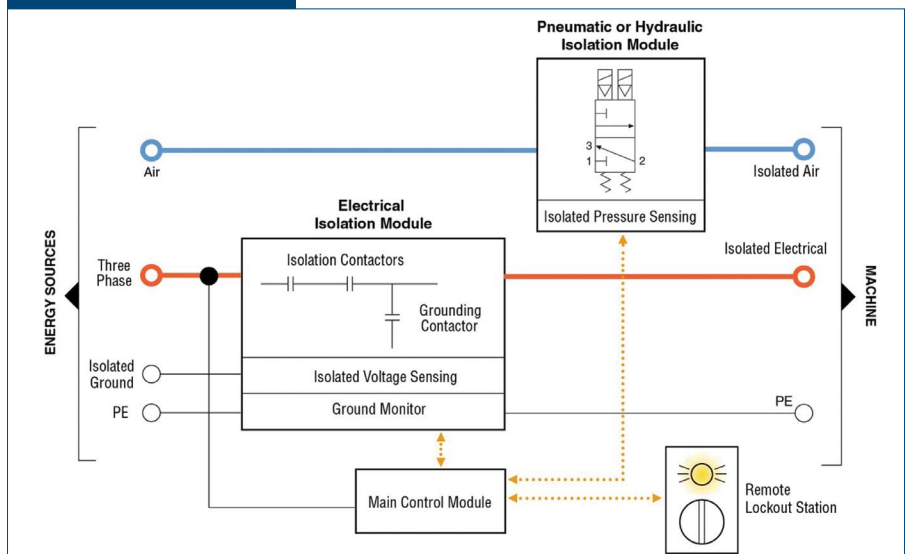 Pneumatic or Hydraulic
Isolation Module
3
1
2
Air
Isolated Air
Isolated Pressure Sensing
Electrical
Isolation Module
Isolated Electrical
ENERGY SOURCES
Three
Phase
Isolation Contactors
Grounding
Contactor
MACHINE
Isolated
Ground
Isolated Voltage Sensing
PE
Ground Monitor
PE
Main Control Module
Remote
Lockout Station